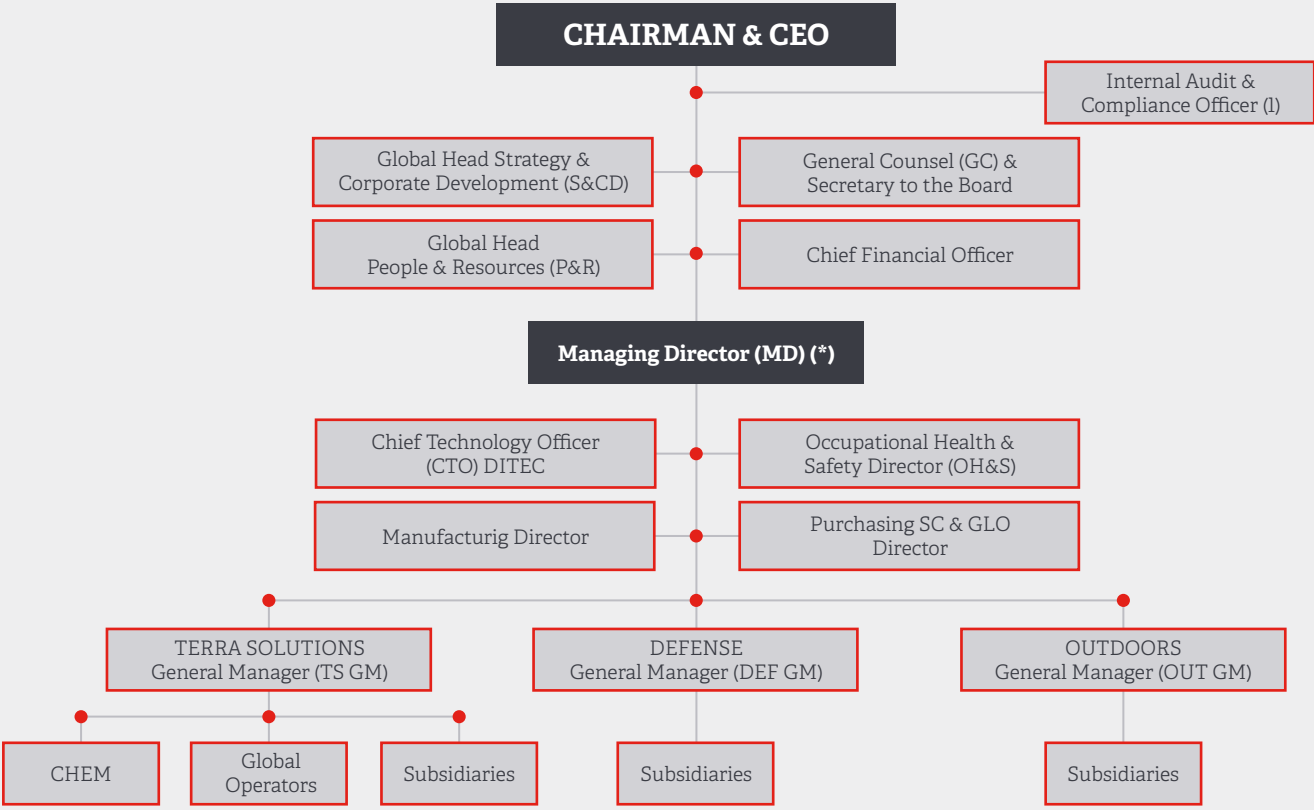 CHAIRMAN & CEO
Internal Audit &
Compliance Officer (1)
Global Head Strategy &
Corporate Development (S&CD)
General Counsel (GC) &
Secretary to the Board
Global Head
People & Resources (P&R)
Chief Financial Officer
Managing Director (MD) (*)
Chief Technology Officer
(CTO) DITEC
Occupational Health &
Safety Director (OH&S)
Manufacturig Director
Purchasing SC & GLO
Director
TERRA SOLUTIONS
General Manager (TS GM)
DEFENSE
General Manager (DEF GM)
OUTDOORS
General Manager (OUT GM)
CHEM
Global
Operators
Subsidiaries
Subsidiaries
Subsidiaries